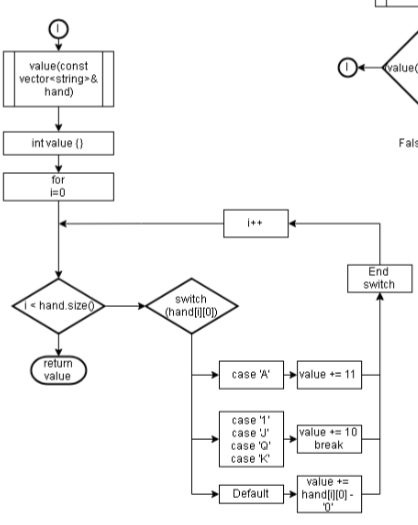 I
value(const
vector<string>&
hand)
I
value(
Fals
int value ()
for
i=0
i++
End
switch
i < hand.size()
switch
(hand[i][0])
return
value
case 'A'
value += 11
case '1'
case 'J'
case 'Q'
case 'K'
value += 10
break
Default
value +=
hand[i][0] -
'0'